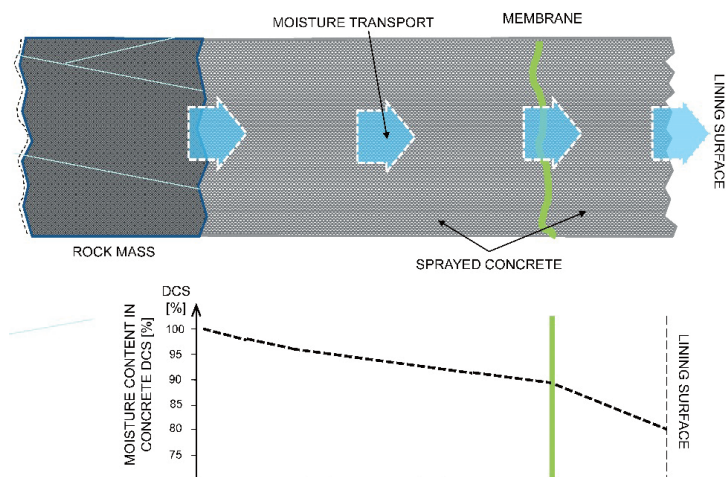 MOISTURE TRANSPORT
MEMBRANE
LINING SURFACE
ROCK MASS
SPRAYED CONCRETE
DCS
[%]
MOISTURE CONTENT IN
CONCRETE DCS [%]
100
95
90
85
80
75
LINING SURFACE